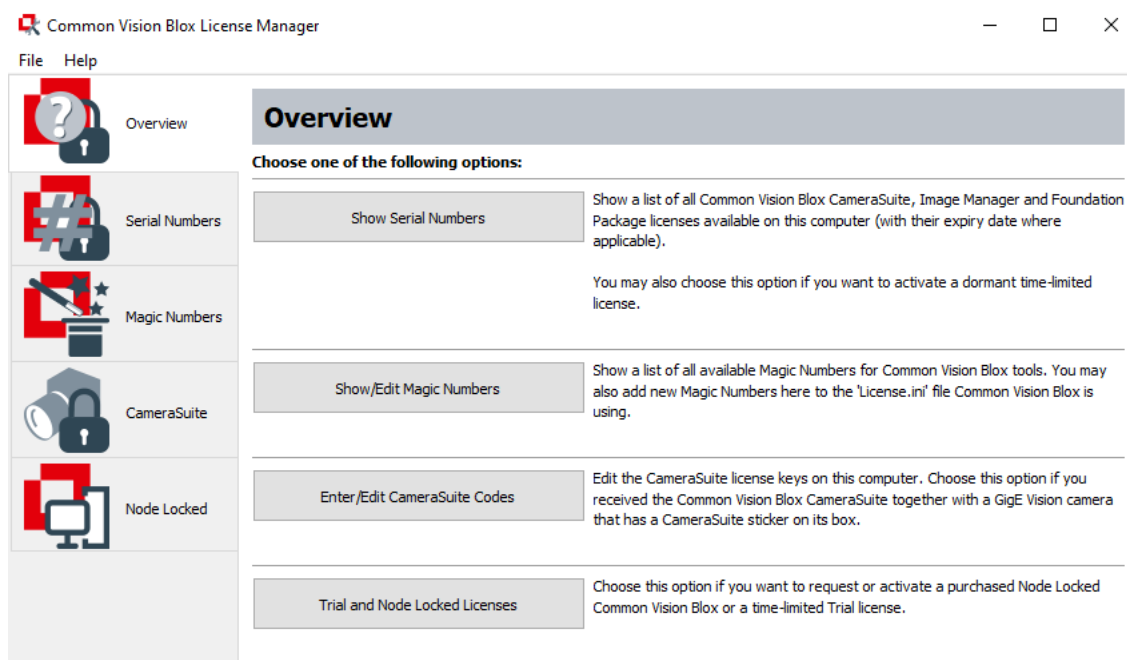 Common Vision Blox License Manager
File Help
Overview
Serial Numbers
Magic Numbers
CameraSuite
Node Locked
Overview
Choose one of the following options:
Show Serial Numbers
Show a list of all Common Vision Blox CameraSuite, Image Manager and Foundation
Package licenses available on this computer (with their expiry date where
applicable).
You may also choose this option if you want to activate a dormant time-limited
license.
Show/Edit Magic Numbers
Show a list of all available Magic Numbers for Common Vision Blox tools. You may
also add new Magic Numbers here to the 'License.ini' file Common Vision Blox is
using.
Enter/Edit CameraSuite Codes
Edit the CameraSuite license keys on this computer. Choose this option if you
received the Common Vision Blox CameraSuite together with a GigE Vision camera
that has a CameraSuite sticker on its box.
Trial and Node Locked Licenses
Choose this option if you want to request or activate a purchased Node Locked
Common Vision Blox or a time-limited Trial license.